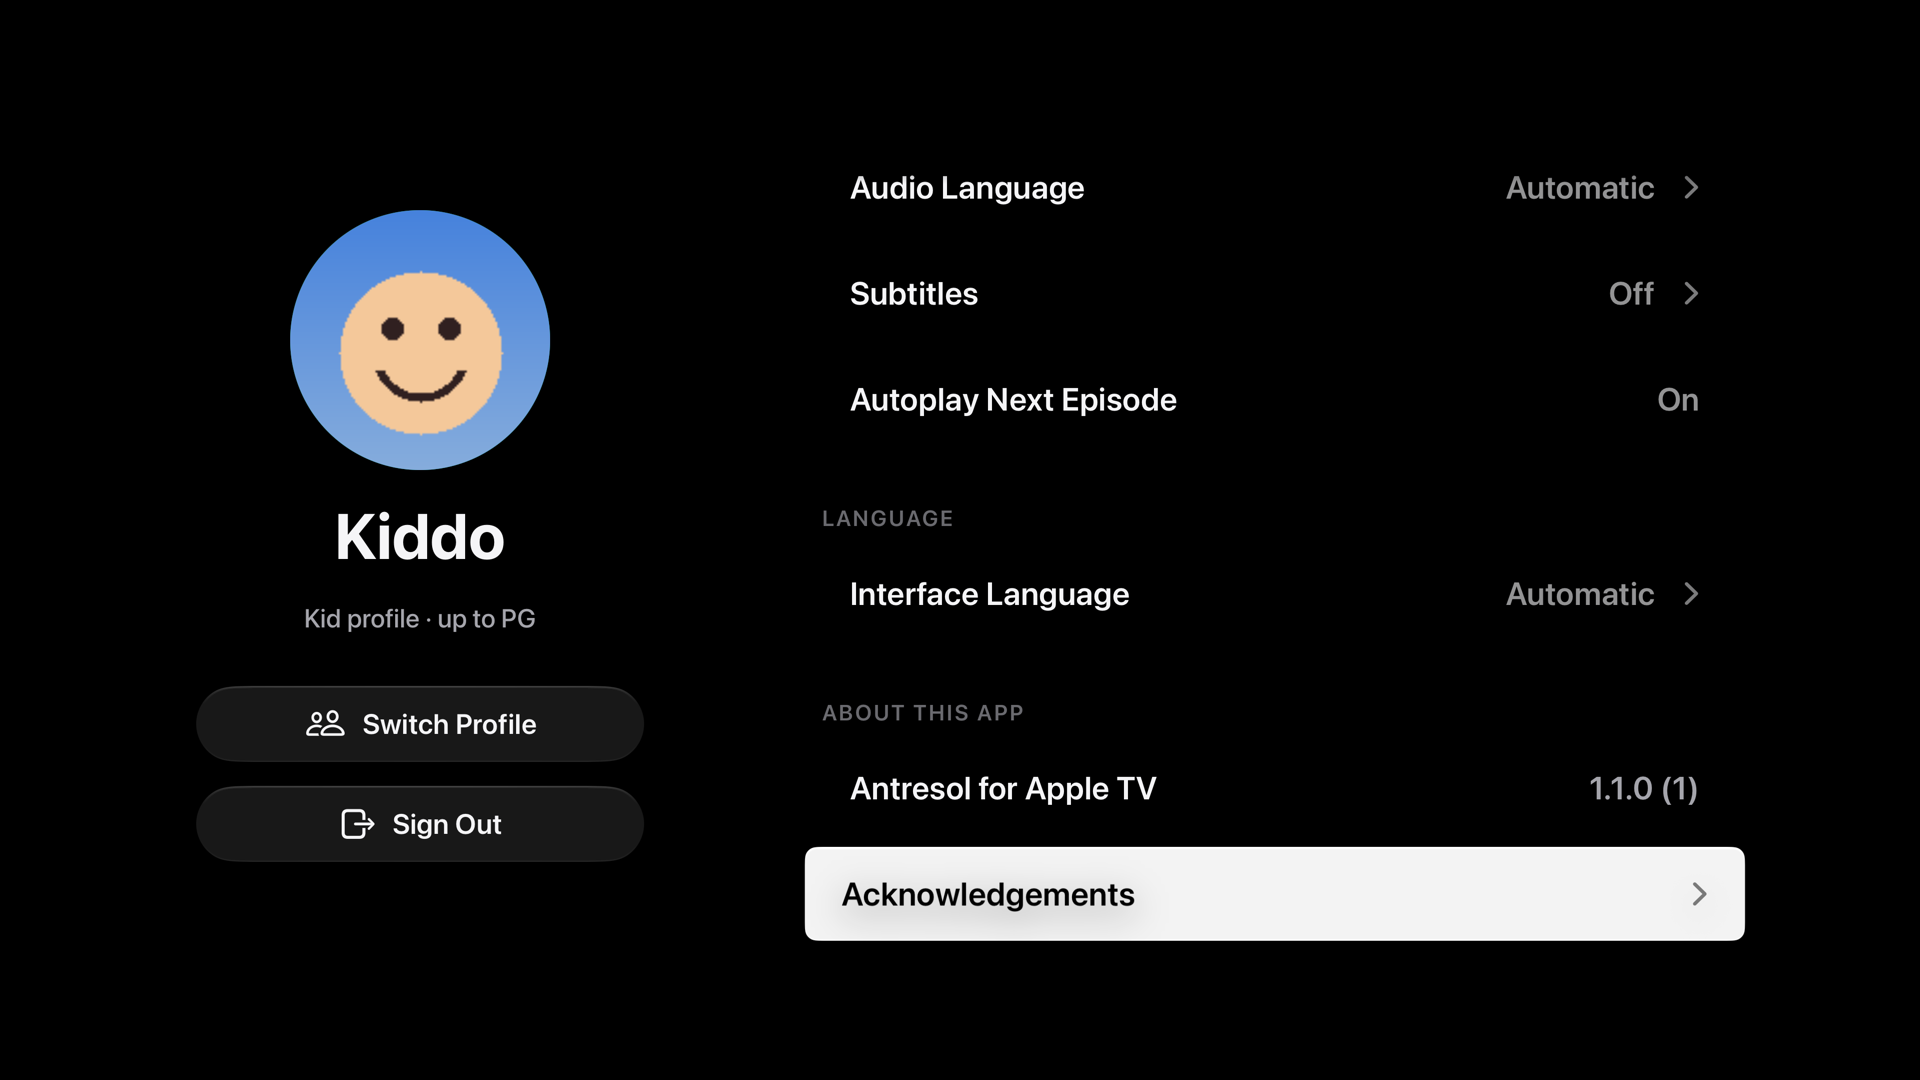 Kiddo
Kid profile · up to PG
Switch Profile
Sign Out
Audio Language Automatic
Subtitles Off
Autoplay Next Episode On
LANGUAGE
Interface Language Automatic
ABOUT THIS APP
Antresol for Apple TV 1.1.0 (1)
Acknowledgements